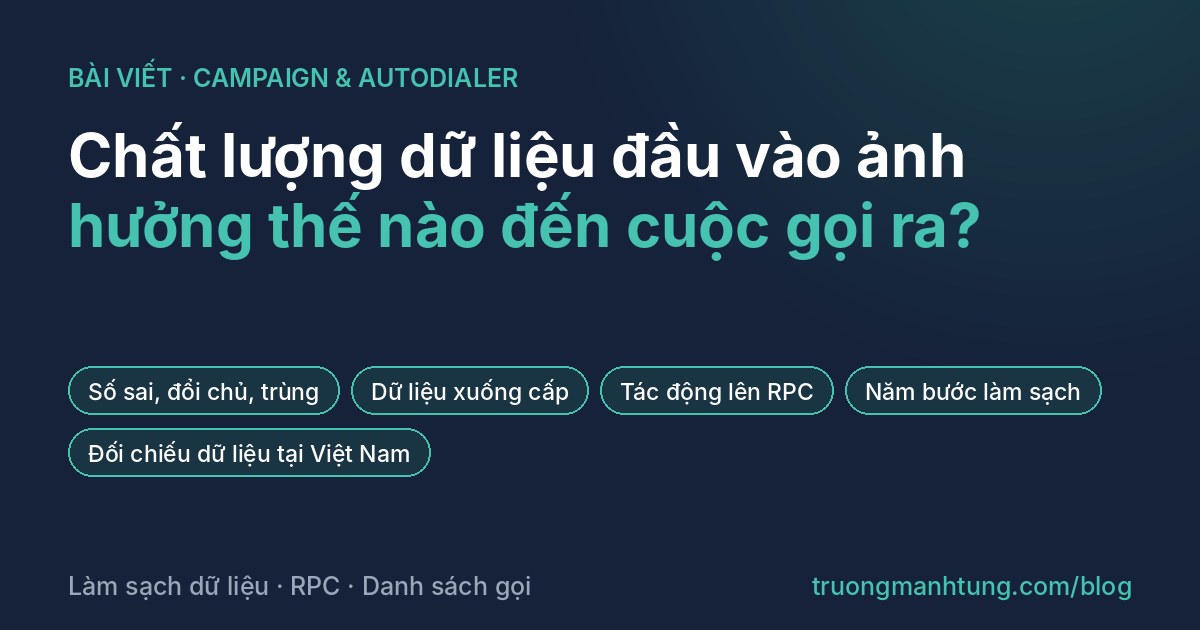 BÀI VIẾT · CAMPAIGN & AUTODIALER
Chất lượng dữ liệu đầu vào ảnh
hưởng thế nào đến cuộc gọi ra?
Số sai, đổi chủ, trùng
Dữ liệu xuống cấp
Tác động lên RPC
Năm bước làm sạch
Đối chiếu dữ liệu tại Việt Nam
Làm sạch dữ liệu · RPC · Danh sách gọi
truongmanhtung.com/blog